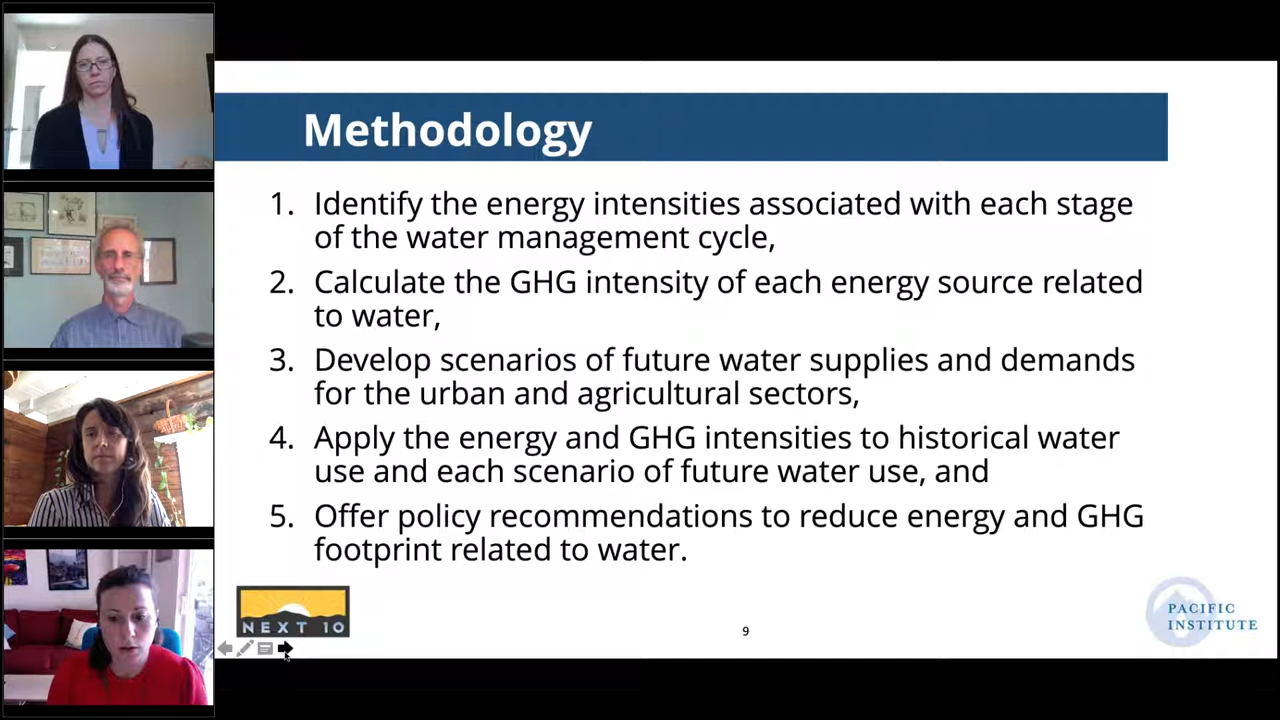 Methodology
1. Identify the energy intensities associated with each stage
of the water management cycle,
2. Calculate the GHG intensity of each energy source related
to water,
3. Develop scenarios of future water supplies and demands
for the urban and agricultural sectors,
4. Apply the energy and GHG intensities to historical water
use and each scenario of future water use, and
5. Offer policy recommendations to reduce energy and GHG
footprint related to water.
NEXT 10
9
PACIFIC
INSTITUTE